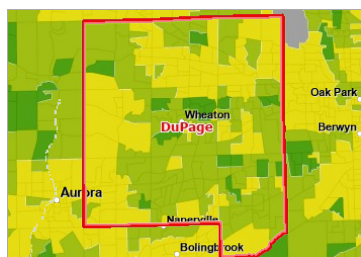 Oak Park
Wheaton
DuPage
Berwyn
Aurora
Naperville
Bolingbrook